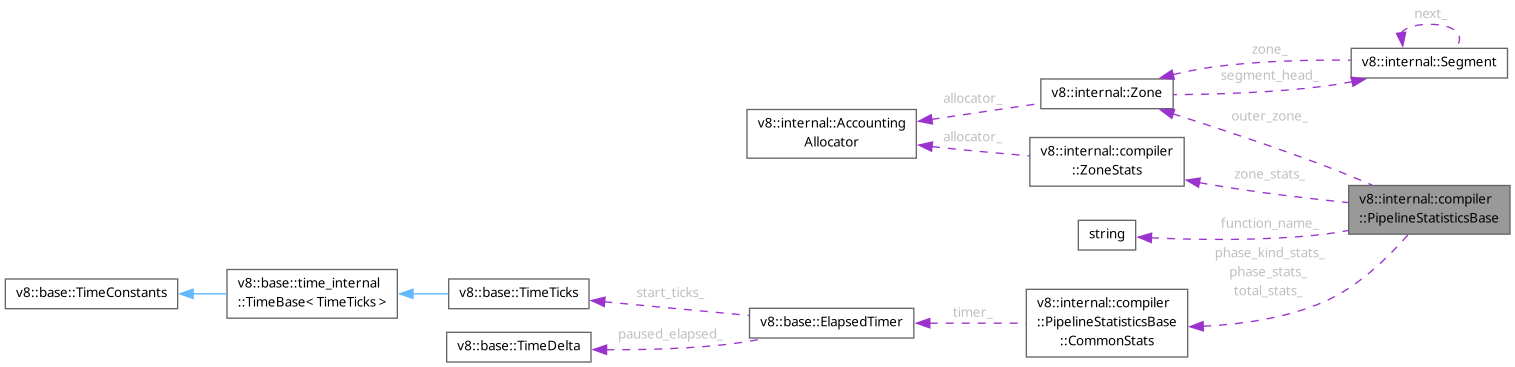 next_
v8::internal::Segment
zone_
segment_head_
v8::internal::Zone
allocator_
v8::internal::Accounting
Allocator
outer_zone_
allocator_
v8::internal::compiler
::ZoneStats
zone_stats_
v8::internal::compiler
::PipelineStatisticsBase
string
function_name_
phase_kind_stats_
phase_stats_
total_stats_
v8::base::TimeConstants
v8::base::time_internal
::TimeBase< TimeTicks >
v8::base::TimeTicks
start_ticks_
v8::base::ElapsedTimer
timer_
v8::internal::compiler
::PipelineStatisticsBase
::CommonStats
paused_elapsed_
v8::base::TimeDelta